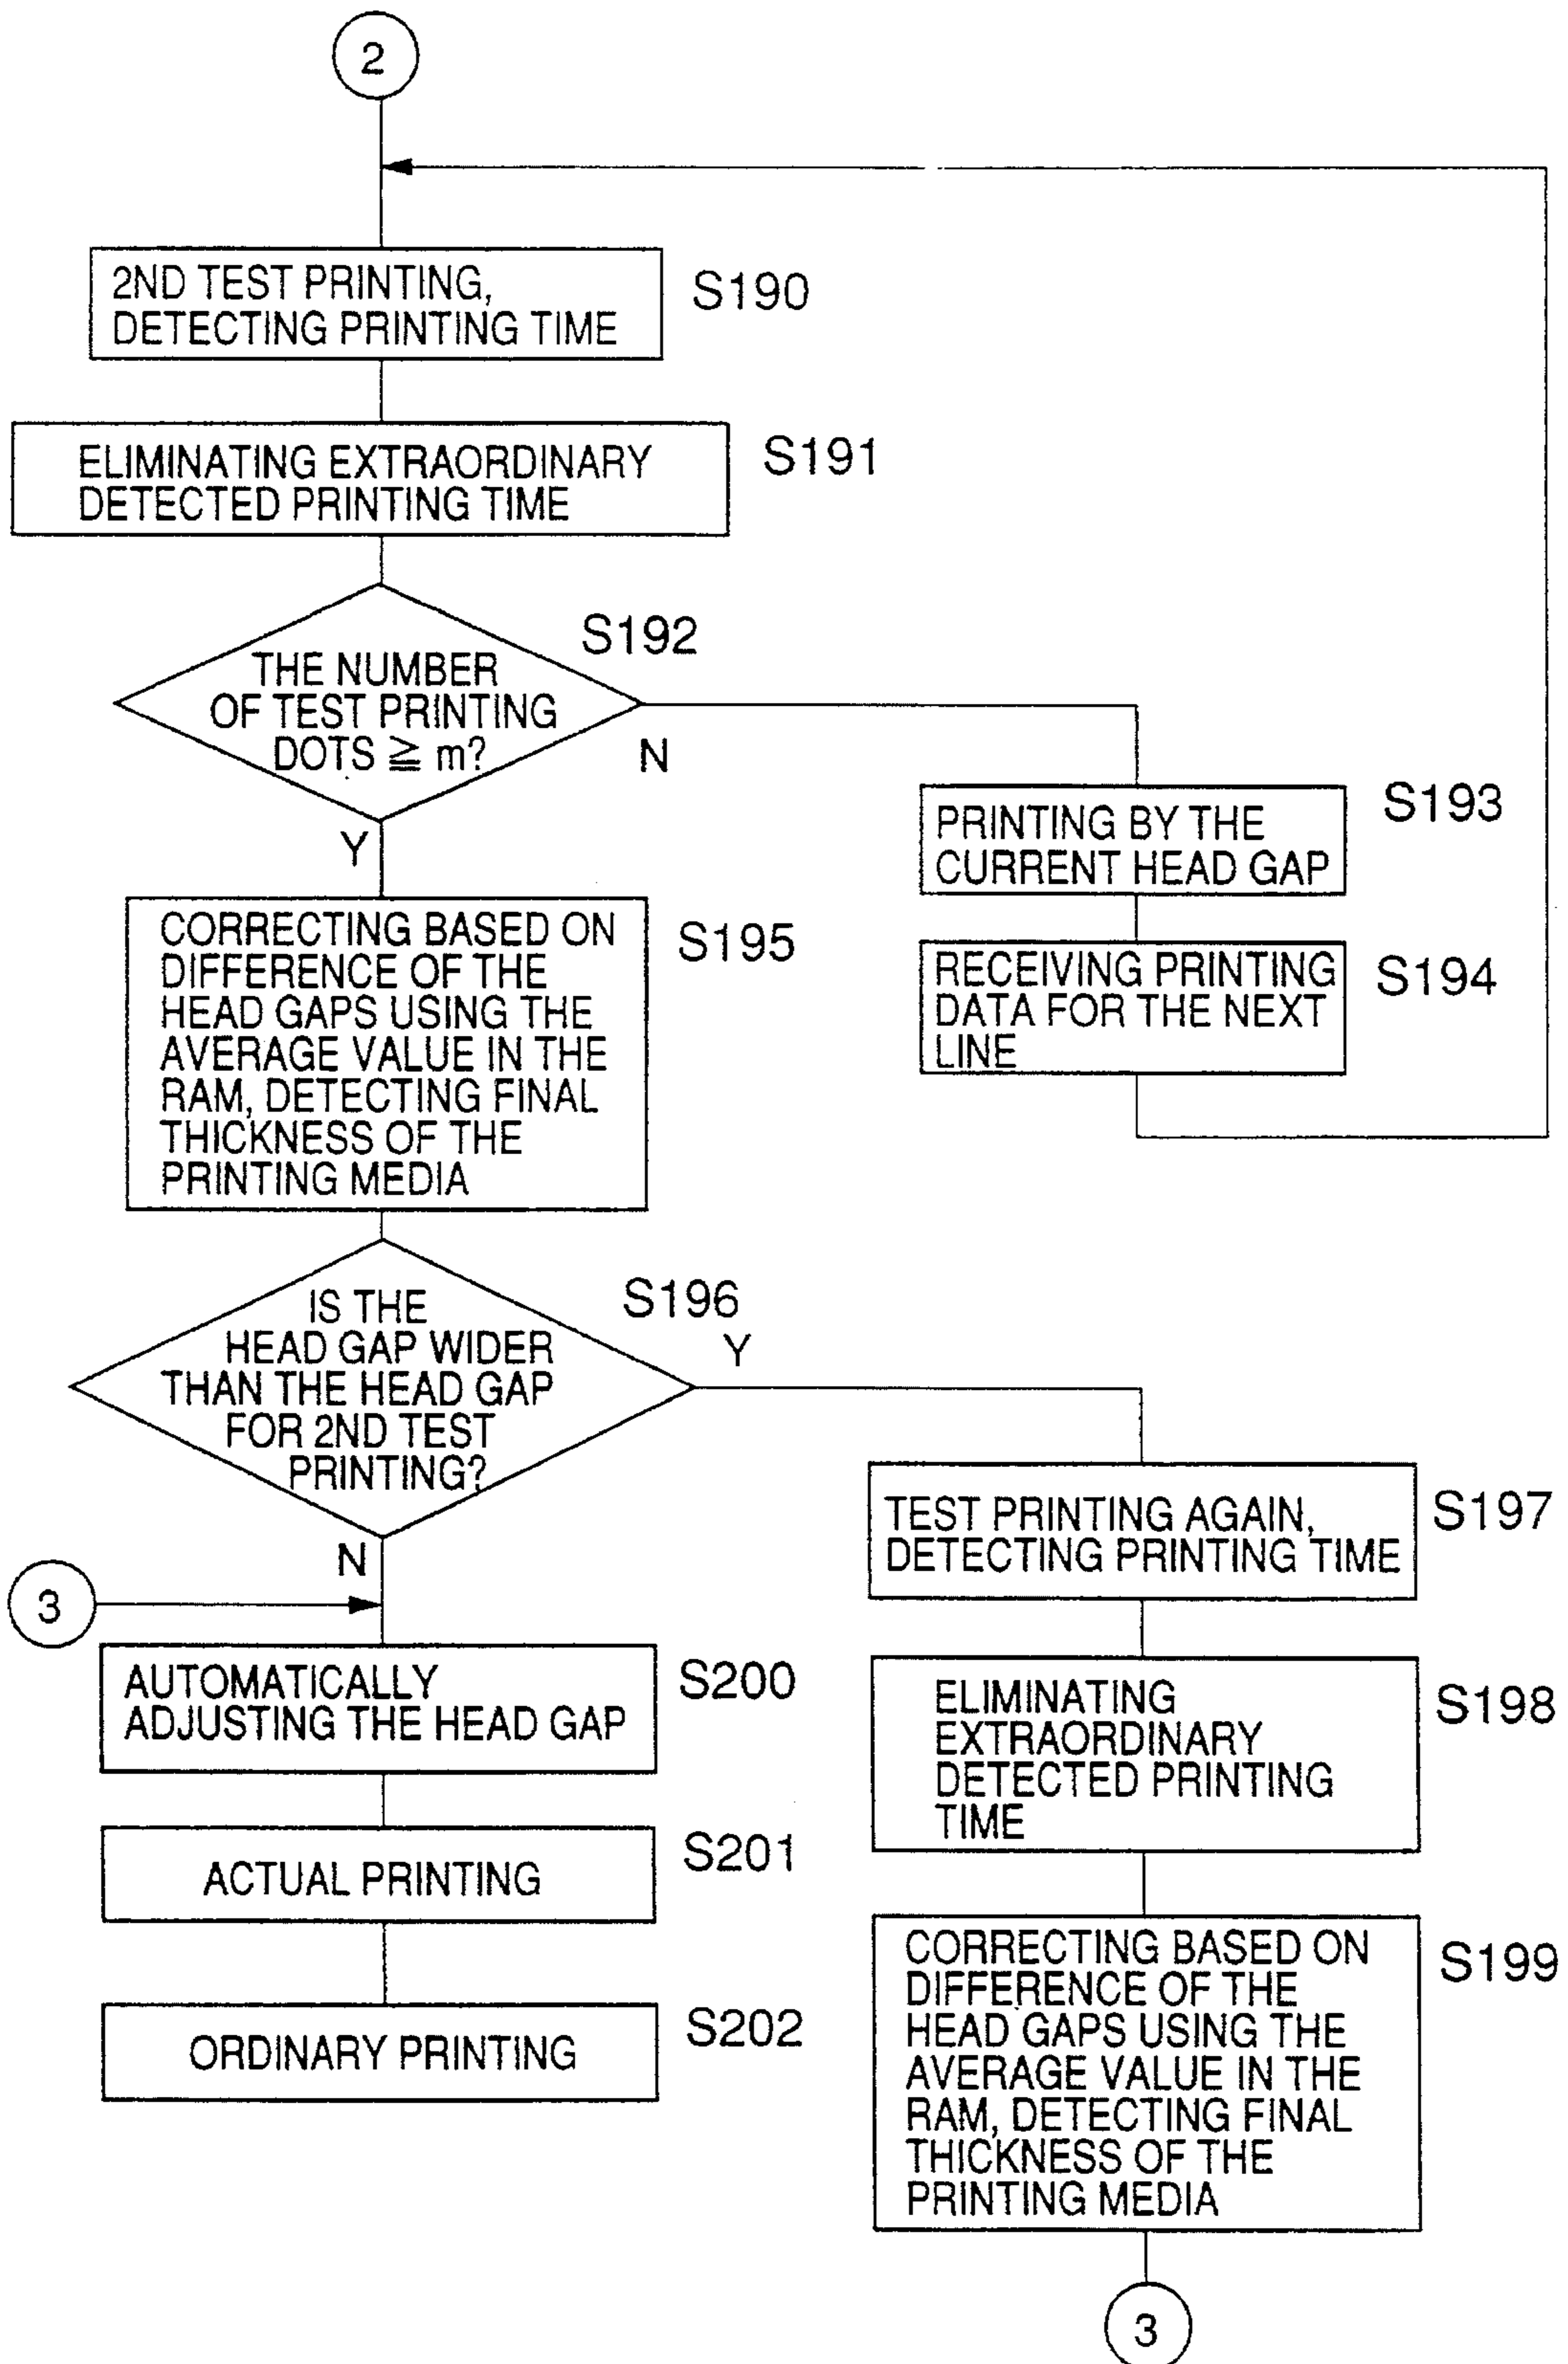 2
2ND TEST PRINTING,
DETECTING PRINTING TIME
S190
ELIMINATING EXTRAORDINARY
DETECTED PRINTING TIME
S191
S192
THE NUMBER
OF TEST PRINTING
DOTS ≧ m?
N
Y
PRINTING BY THE
CURRENT HEAD GAP
S193
RECEIVING PRINTING
DATA FOR THE NEXT
LINE
S194
CORRECTING BASED ON
DIFFERENCE OF THE
HEAD GAPS USING THE
AVERAGE VALUE IN THE
RAM, DETECTING FINAL
THICKNESS OF THE
PRINTING MEDIA
S195
IS THE
HEAD GAP WIDER
THAN THE HEAD GAP
FOR 2ND TEST
PRINTING?
S196
Y
N
TEST PRINTING AGAIN,
DETECTING PRINTING TIME
S197
3
AUTOMATICALLY
ADJUSTING THE HEAD GAP
S200
ELIMINATING
EXTRAORDINARY
DETECTED PRINTING
TIME
S198
ACTUAL PRINTING
S201
CORRECTING BASED ON
DIFFERENCE OF THE
HEAD GAPS USING THE
AVERAGE VALUE IN THE
RAM, DETECTING FINAL
THICKNESS OF THE
PRINTING MEDIA
S199
ORDINARY PRINTING
S202
3